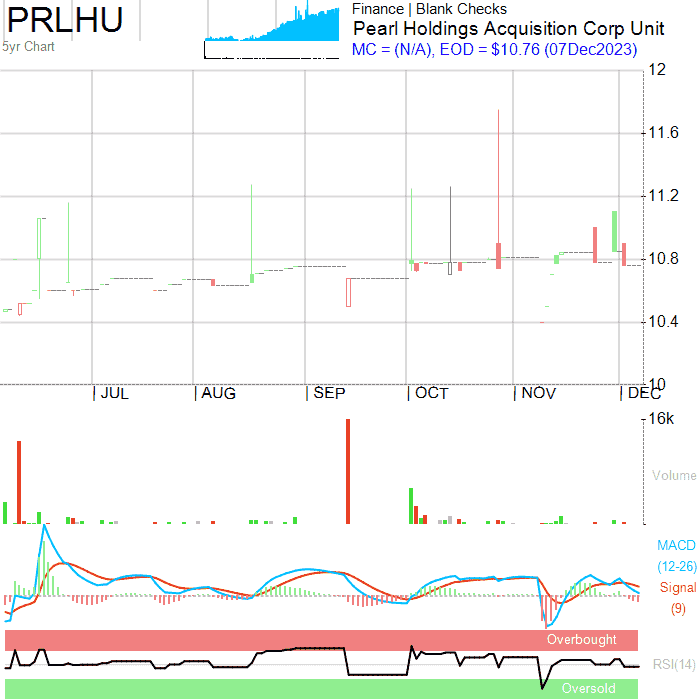 PRLHU
5yr Chart
Finance | Blank Checks
Pearl Holdings Acquisition Corp Unit
MC = (N/A), EOD = $10.76 (07Dec2023)
12
11.6
11.2
10.8
10.4
10
JUL AUG SEP OCT NOV DEC
16k
Volume
MACD
(12-26)
Signal
(9)
Overbought
RSI(14)
Oversold